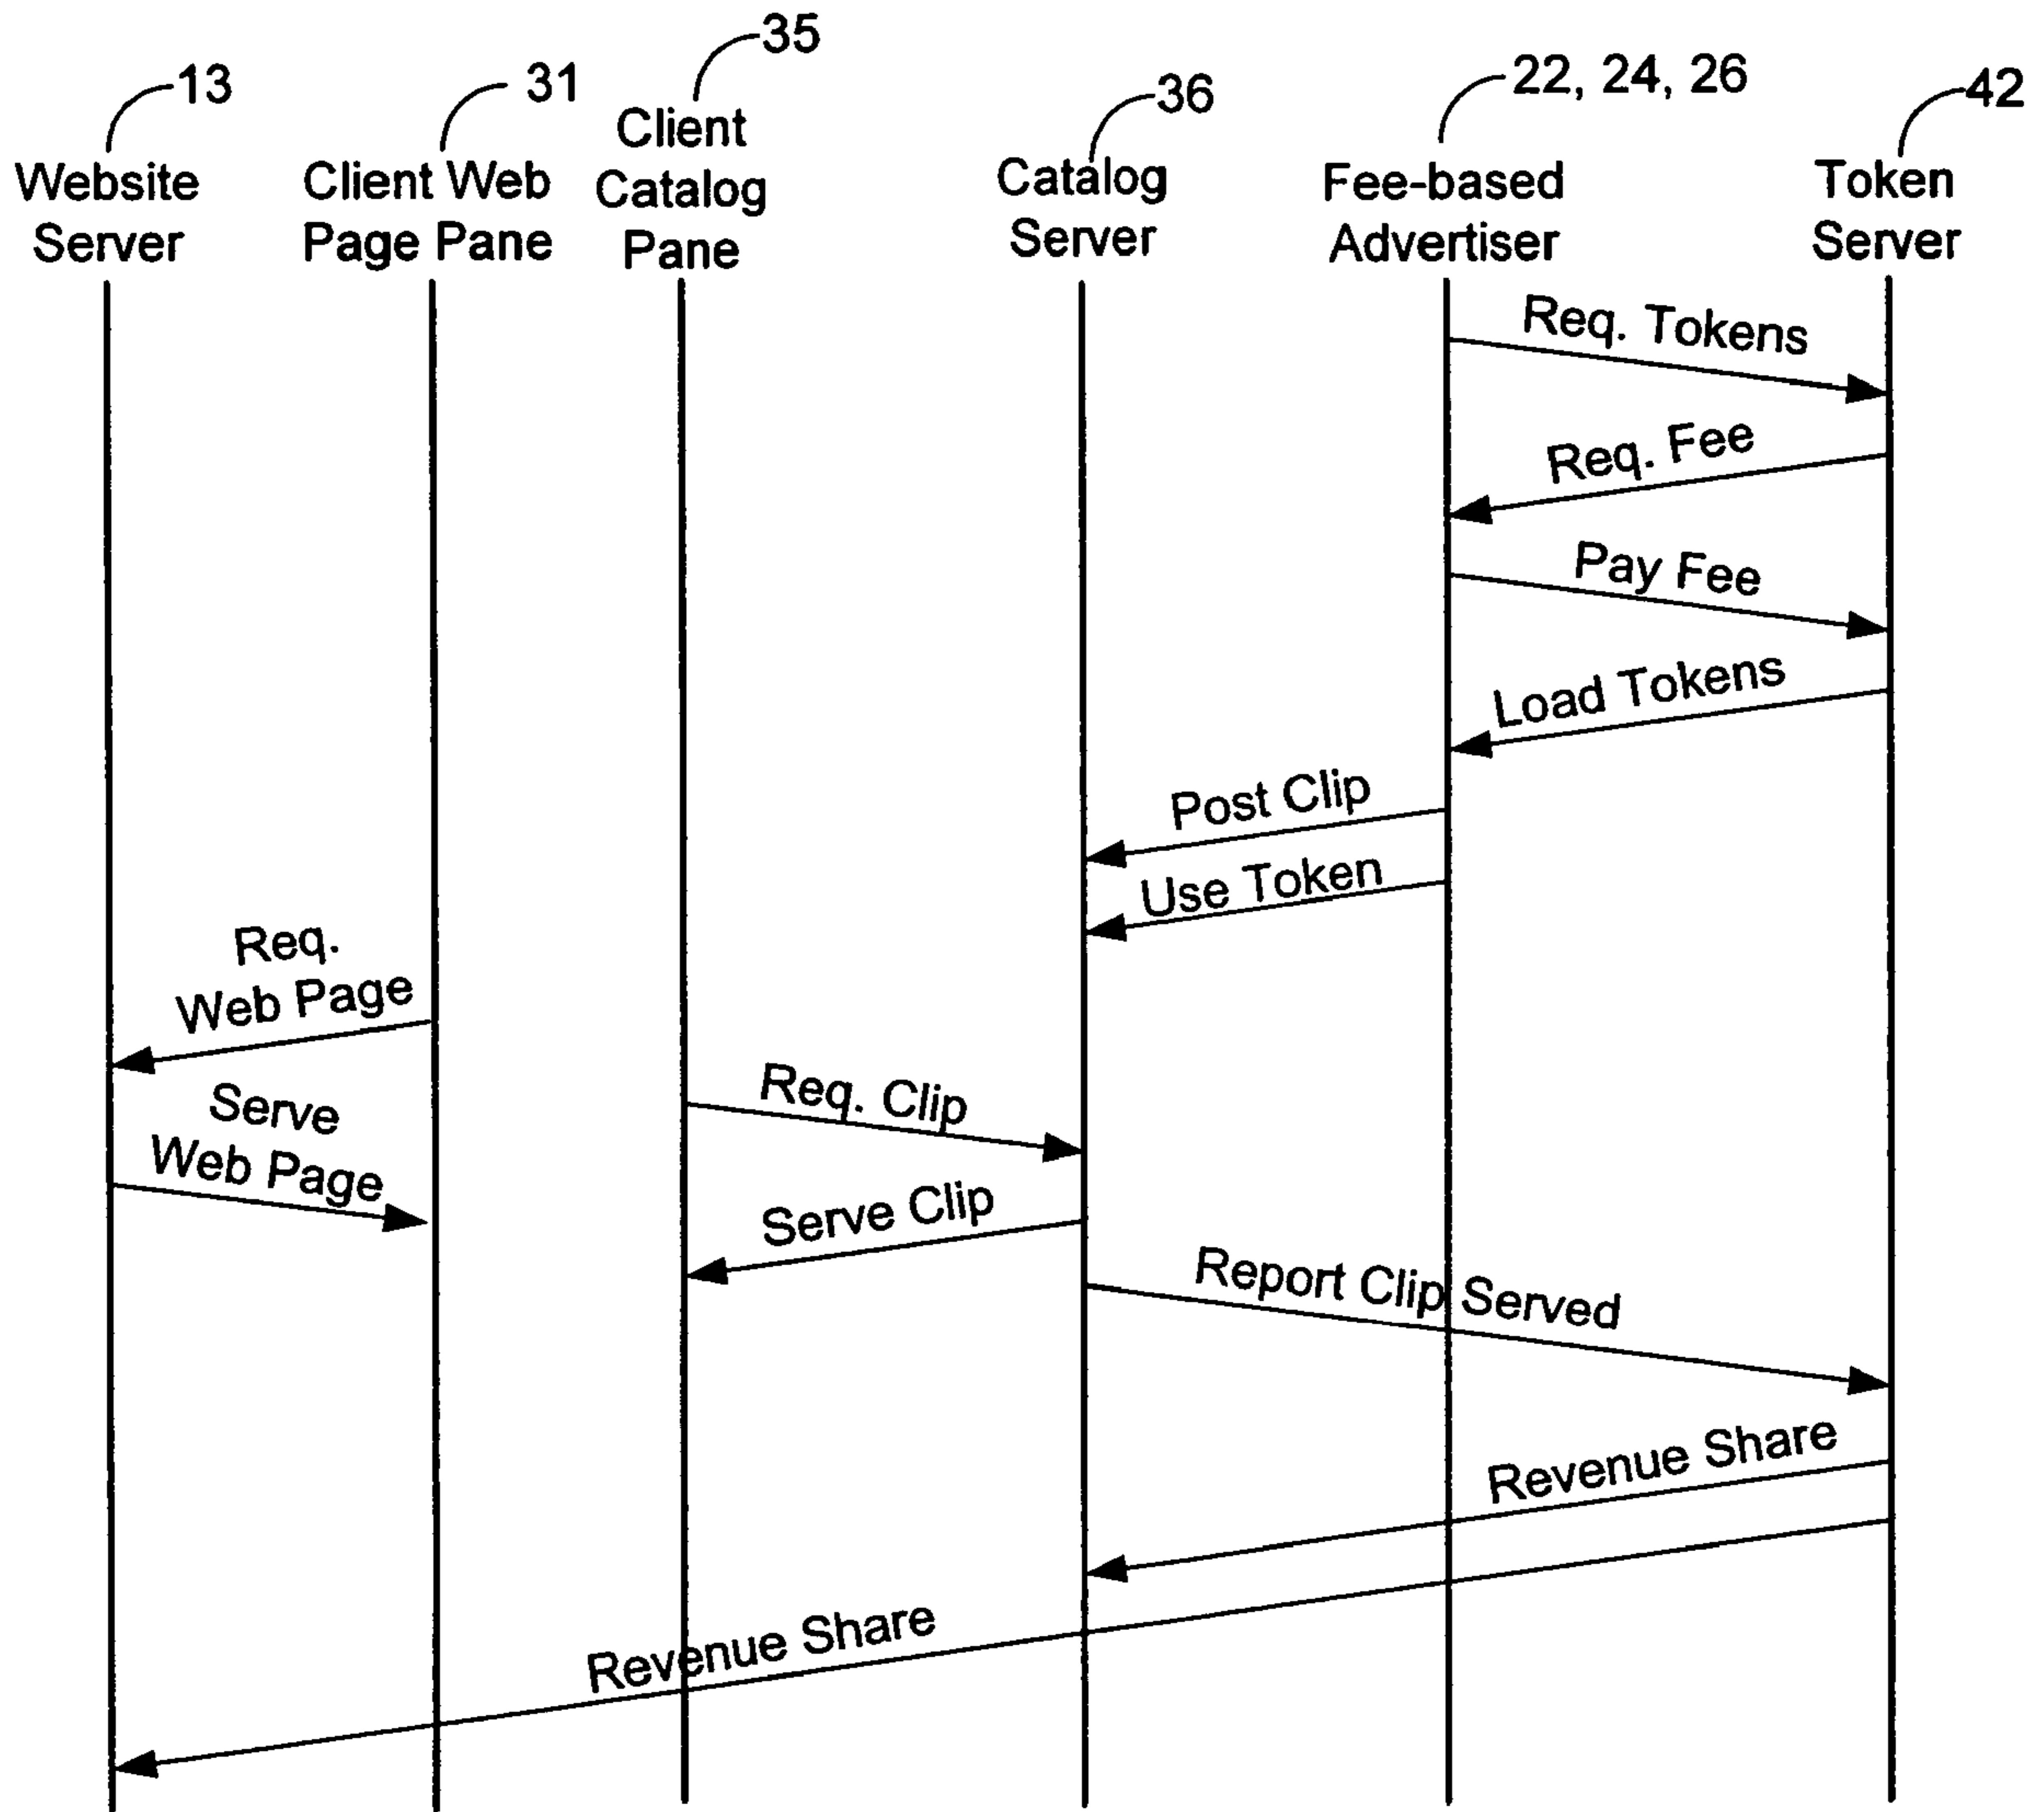 35
13
31
36
22, 24, 26
42
Website
Server
Client Web
Page Pane
Client
Catalog
Pane
Catalog
Server
Fee-based
Advertiser
Token
Server
Req. Tokens
Req. Fee
Pay Fee
Load Tokens
Post Clip
Use Token
Req.
Web Page
Req. Clip
Serve
Web Page
Serve Clip
Report Clip Served
Revenue Share
Revenue Share